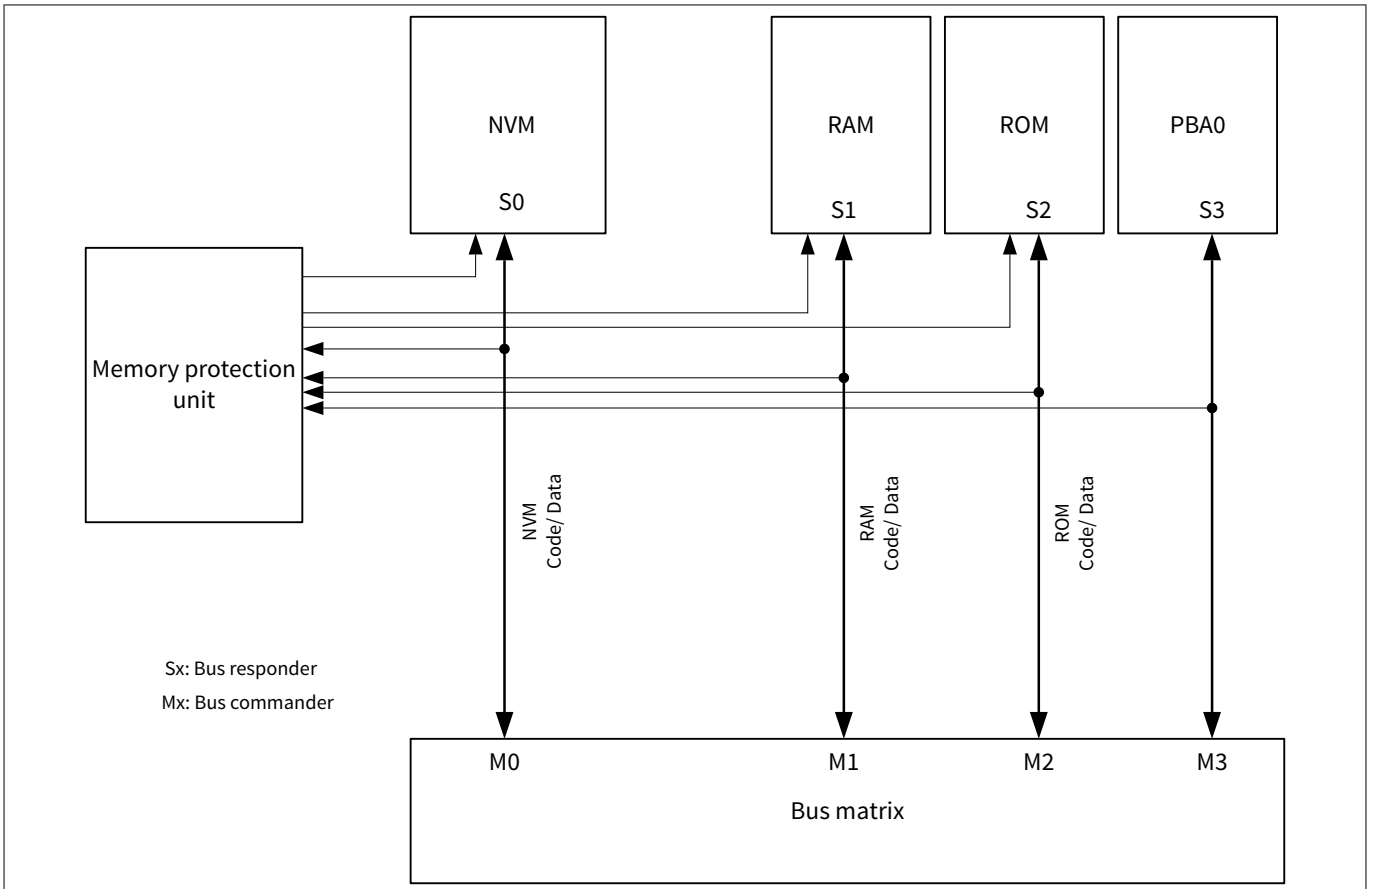 NVM
RAM
ROM
PBA0
S0
S1
S2
S3
Memory protection
unit
NVM
Code/ Data
RAM
Code/ Data
ROM
Code/ Data
Sx: Bus responder
Mx: Bus commander
M0
M1
M2
M3
Bus matrix